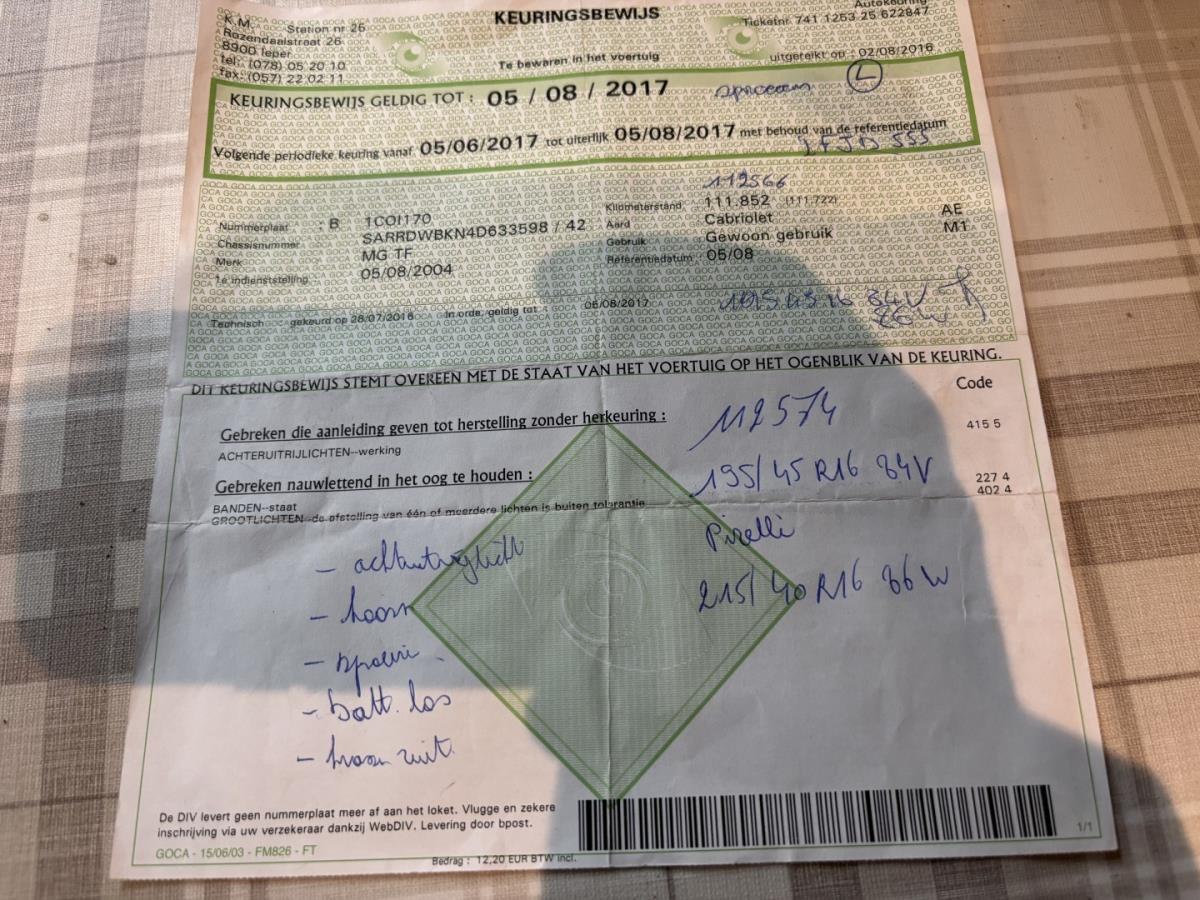 KEURINGSBEWIJS
K.M. Station nr 26
Rozendaalstraat 26
8900 Ieper
tel: (078) 05 20 10
fax: (057) 22 02 11
Te bewaren in het voertuig
Autokeuring
Ticketnr 741 1253 25 622847
uitgereikt op : 02/08/2016
KEURINGSBEWIJS GELDIG TOT : 05 / 08 / 2017
L
Volgende periodieke keuring vanaf 05/06/2017 tot uiterlijk 05/08/2017 met behoud van de referentiedatum
112566
Nummerplaat : B 1COI170
Chassisnummer SARRDWBKN4D633598 / 42
Merk MG TF
1e indienststelling 05/08/2004
Kilometerstand 111.852 (111.722)
Aard Cabriolet AE
Gebruik Gewoon gebruik M1
Referentiedatum 05/08
Technisch gekeurd op 28/07/2016 In orde, geldig tot 05/08/2017
DIT KEURINGSBEWIJS STEMT OVEREEN MET DE STAAT VAN HET VOERTUIG OP HET OGENBLIK VAN DE KEURING.
Code
Gebreken die aanleiding geven tot herstelling zonder herkeuring :
112574
ACHTERUITRIJLICHTEN--werking 415 5
Gebreken nauwlettend in het oog te houden :
195/45 R16 84V
BANDEN--staat 227 4
GROOTLICHTEN--de afstelling van één of meerdere lichten is buiten tolerantie 402 4
Pirelli
215/40 R16 86W
- hoorn
- batt. los
De DIV levert geen nummerplaat meer af aan het loket. Vlugge en zekere
inschrijving via uw verzekeraar dankzij WebDIV. Levering door bpost.
GOCA - 15/06/03 - FM826 - FT
Bedrag : 12,20 EUR BTW incl.
1/1